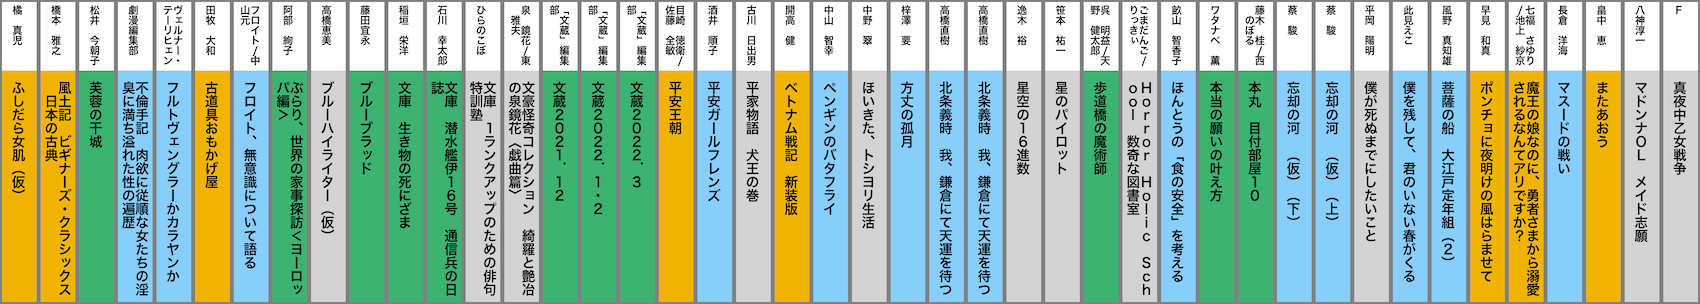 F
真夜中乙女戦争
八神淳一
マドンナOL メイド志願
畠中 恵
またあおう
長倉 洋海
マスードの戦い
七福 さゆり
/池上 紗京
魔王の娘なのに、勇者さまから溺愛
されるなんてアリですか?
早見 和真
ポンチョに夜明けの風はらませて
風野 真知雄
菩薩の船 大江戸定年組(2)
此見えこ
僕を残して、君のいない春がくる
平岡 陽明
僕が死ぬまでにしたいこと
蔡 駿
忘却の河 (仮)(上)
蔡 駿
忘却の河 (仮)(下)
藤木 桂/西
のぼる
本丸 目付部屋10
ワタナベ 薫
本当の願いの叶え方
畝山 智香子
ほんとうの「食の安全」を考える
ごまだんご/
りっきぃ
Horror Holic Sch
ool 数奇な図書室
呉 明益/天
野 健太郎
歩道橋の魔術師
笹本 祐一
星のパイロット
逸木 裕
星空の16進数
高橋直樹
北条義時 我、鎌倉にて天運を待つ
高橋直樹
北条義時 我、鎌倉にて天運を待つ
梓澤 要
方丈の孤月
中野 翠
ほいきた、トシヨリ生活
中山 智幸
ペンギンのバタフライ
開高 健
ベトナム戦記 新装版
古川 日出男
平家物語 犬王の巻
酒井 順子
平安ガールフレンズ
目崎 徳衛/
佐藤 全敏
平安王朝
「文蔵」編集
部
文蔵2022.3
「文蔵」編集
部
文蔵2022.1・2
「文蔵」編集
部
文蔵2021.12
泉 鏡花/東
雅夫
文豪怪奇コレクション 綺羅と艶冶
の泉鏡花〈戯曲篇〉
ひらのこぼ
文庫 1ランクアップのための俳句
特訓塾
石川 幸太郎
文庫 潜水艦伊16号 通信兵の日
誌
稲垣 栄洋
文庫 生き物の死にざま
藤田宜永
ブルーブラッド
高橋恵美
ブルーハイライター(仮)
阿部 絢子
ぶらり、世界の家事探訪<ヨーロッ
パ編>
フロイト/中
山元
フロイト、無意識について語る
田牧 大和
古道具おもかげ屋
ヴェルナー・
テーリヒェン
フルトヴェングラーかカラヤンか
劇漫編集部
不倫手記 肉欲に従順な女たちの淫
臭に満ち溢れた性の遍歴
松井 今朝子
芙蓉の干城
橋本 雅之
風土記 ビギナーズ・クラシックス
日本の古典
橘 真児
ふしだら女肌(仮)